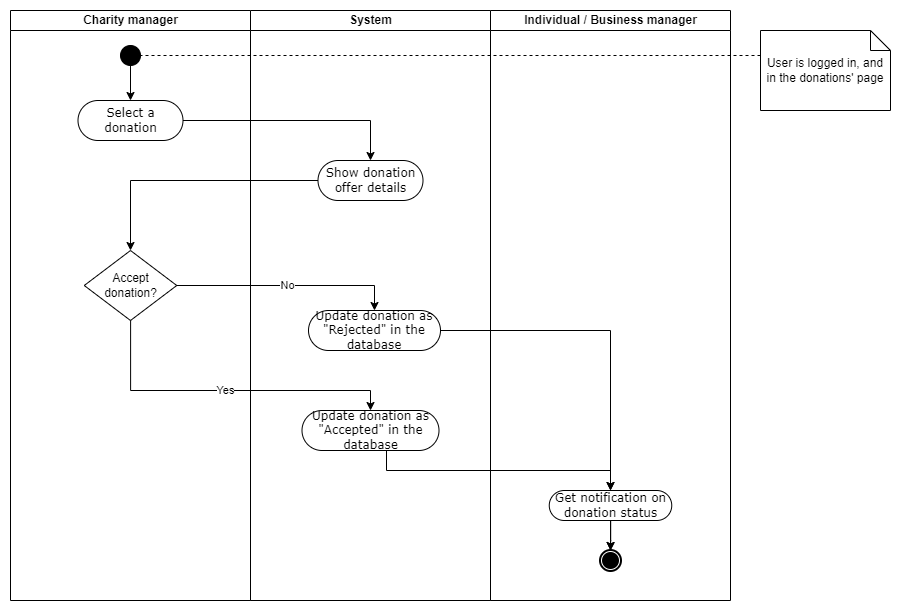 Charity manager
System
Individual / Business manager
User is logged in, and
in the donations' page
Select a
donation
Show donation
offer details
Accept
donation?
No
Update donation as
"Rejected" in the
database
Yes
Update donation as
"Accepted" in the
database
Get notification on
donation status